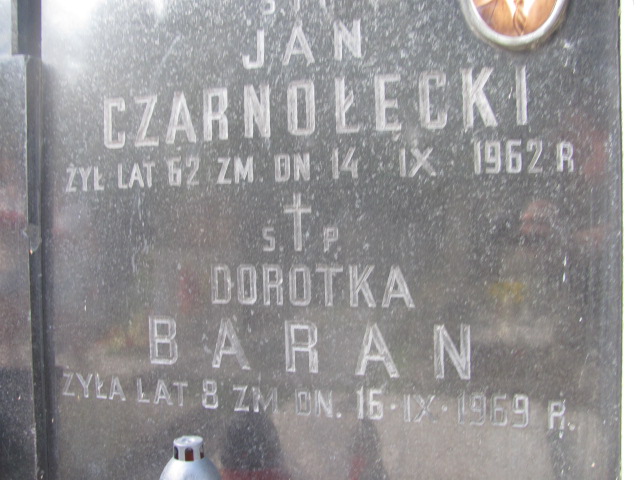 Ś P
JAN
CZARNOŁECKI
ŻYŁ LAT 62 ZM DN 14 · IX 1962 R
Ś. P.
DOROTKA
BARAN
ŻYŁA LAT 8 ZM DN. 16·IX·1969 R.